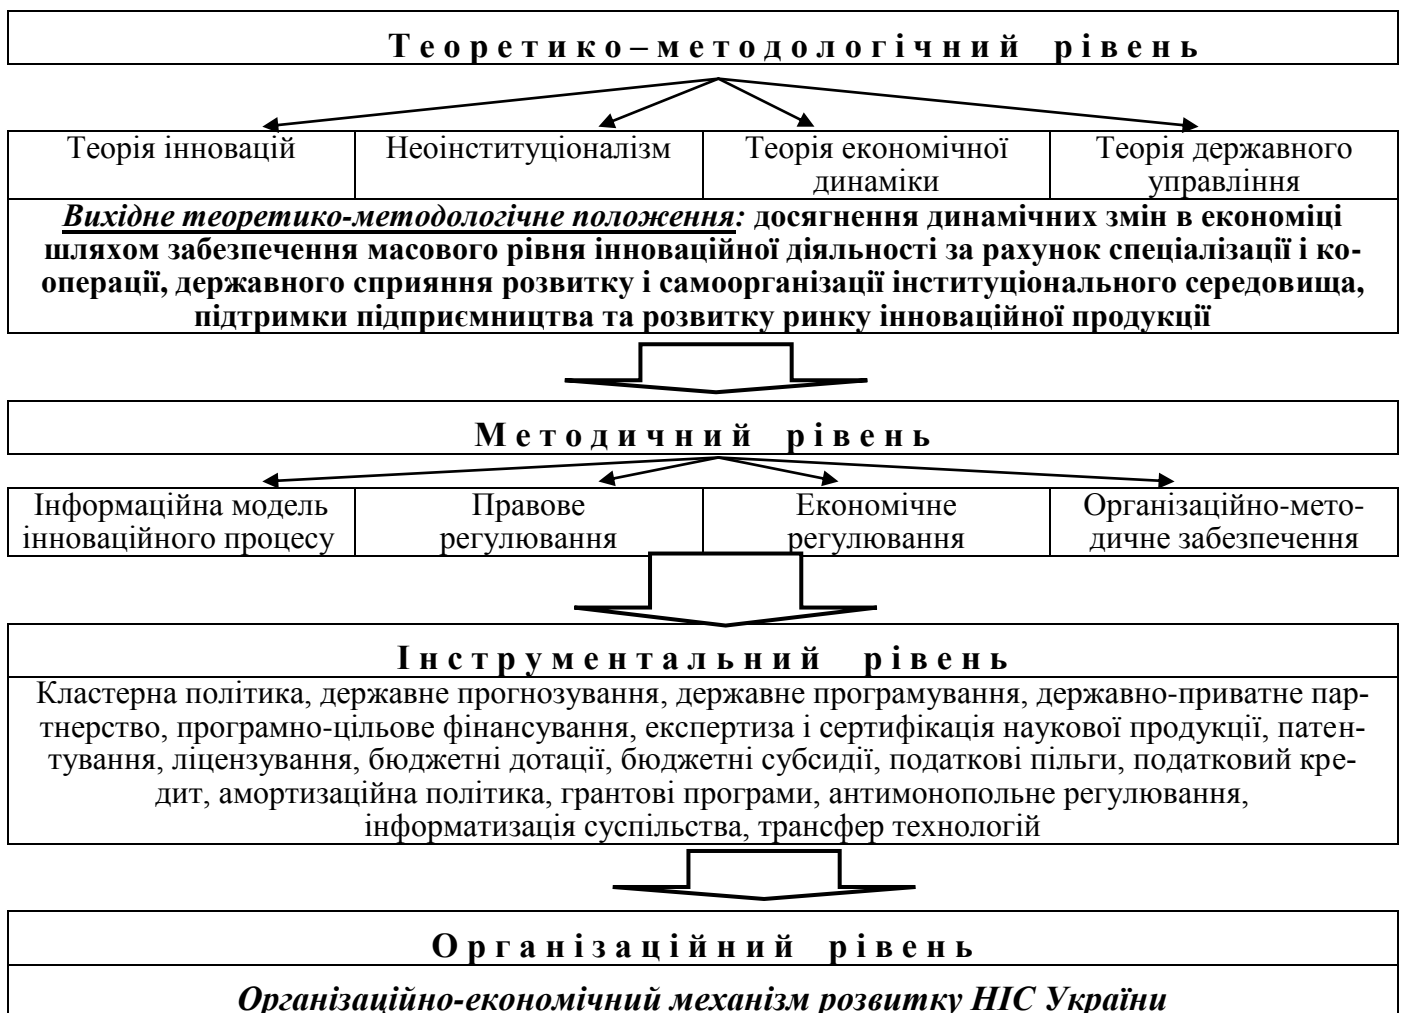 Теоретико–методологічний рівень
Теорія інновацій
Неоінституціоналізм
Теорія економічної
динаміки
Теорія державного
управління
Вихідне теоретико-методологічне положення: досягнення динамічних змін в економіці
шляхом забезпечення масового рівня інноваційної діяльності за рахунок спеціалізації і ко-
операції, державного сприяння розвитку і самоорганізації інституціонального середовища,
підтримки підприємництва та розвитку ринку інноваційної продукції
Методичний рівень
Інформаційна модель
інноваційного процесу
Правове
регулювання
Економічне
регулювання
Організаційно-мето-
дичне забезпечення
Інструментальний рівень
Кластерна політика, державне прогнозування, державне програмування, державно-приватне пар-
тнерство, програмно-цільове фінансування, експертиза і сертифікація наукової продукції, патен-
тування, ліцензування, бюджетні дотації, бюджетні субсидії, податкові пільги, податковий кре-
дит, амортизаційна політика, грантові програми, антимонопольне регулювання,
інформатизація суспільства, трансфер технологій
Організаційний рівень
Організаційно-економічний механізм розвитку НІС України